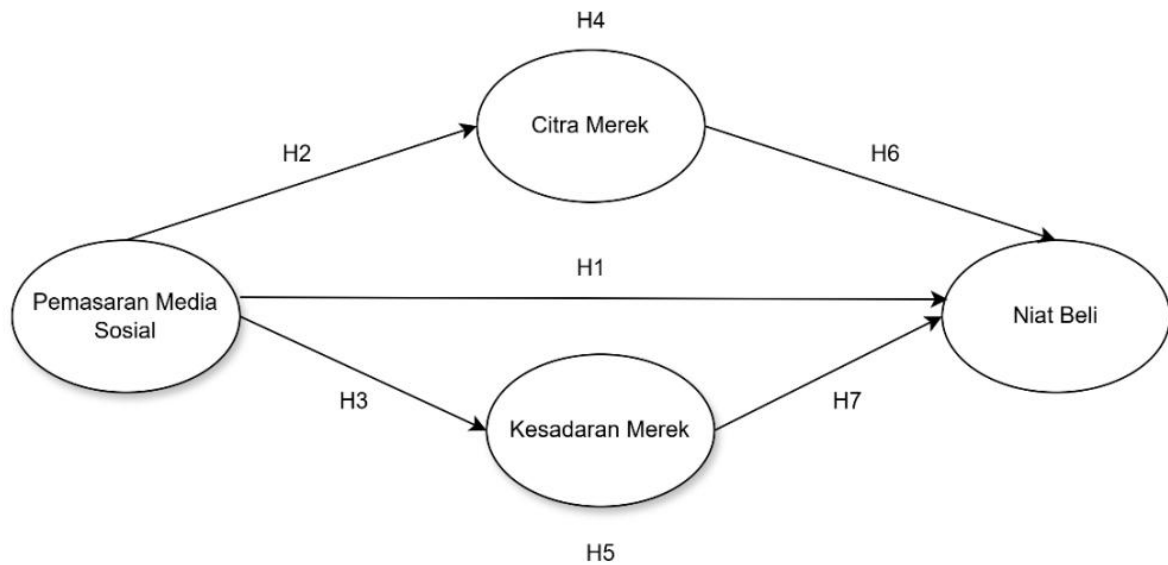 H4
Citra Merek
H2
H6
H1
Pemasaran Media
Sosial
Niat Beli
H3
H7
Kesadaran Merek
H5